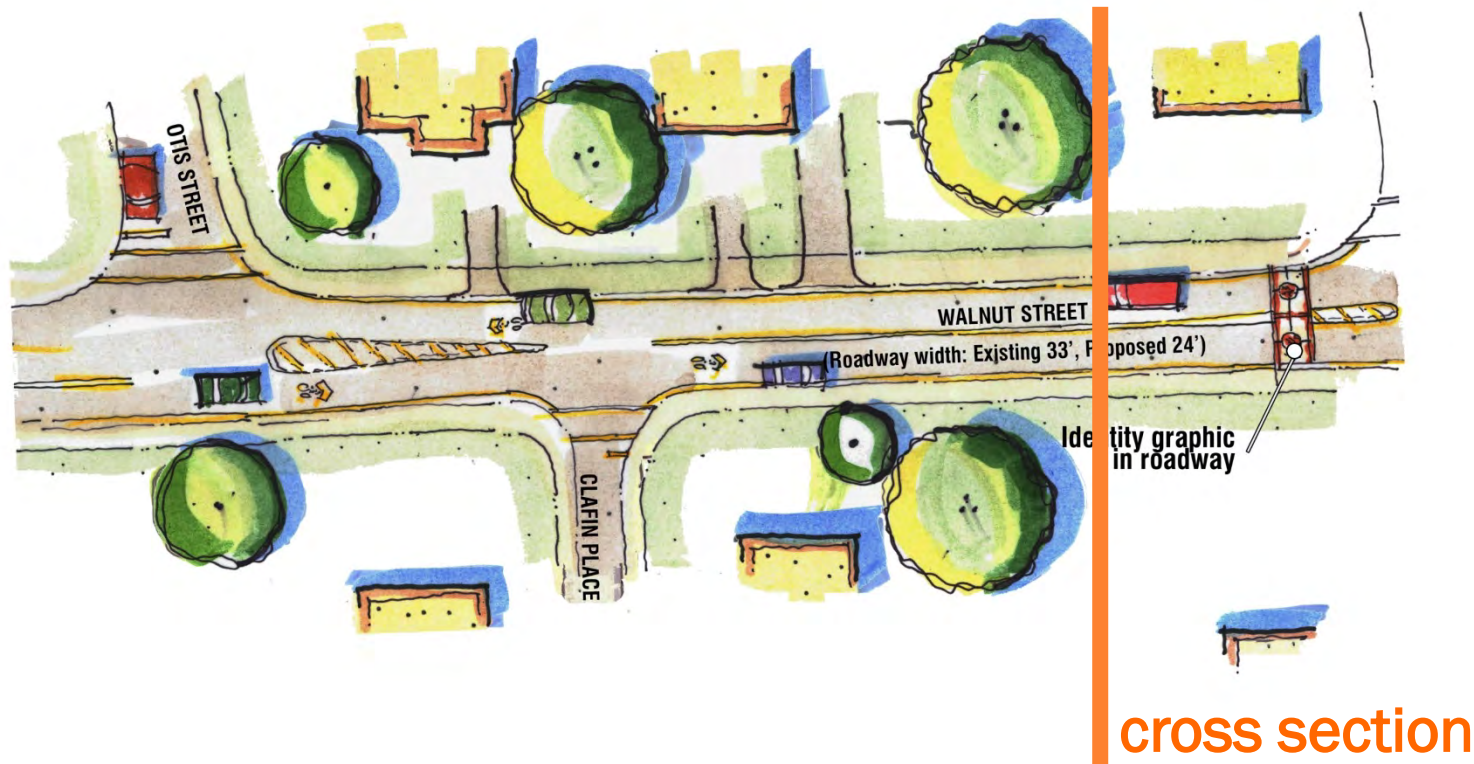 OTIS STREET
WALNUT STREET
(Roadway width: Existing 33', Proposed 24')
Identity graphic
in roadway
CLAFIN PLACE
cross section